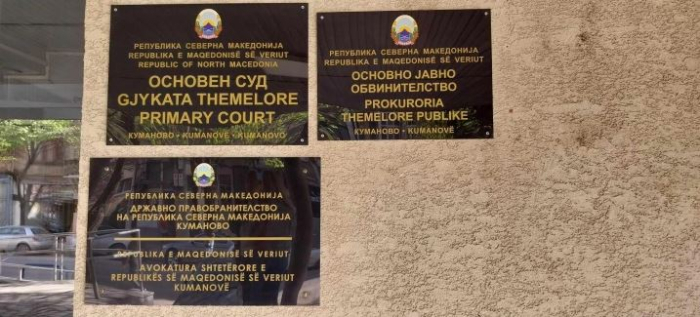 РЕПУБЛИКА СЕВЕРНА МАКЕДОНИЈА
REPUBLIKA E MAQEDONISË SË VERIUT
REPUBLIC OF NORTH MACEDONIA
ОСНОВЕН СУД
GJYKATA THEMELORE
PRIMARY COURT
КУМАНОВО • KUMANOVË • KUMANOVO
РЕПУБЛИКА СЕВЕРНА МАКЕДОНИЈА
REPUBLIKA E MAQEDONISË SË VERIUT
ОСНОВНО ЈАВНО
ОБВИНИТЕЛСТВО
PROKURORIA
THEMELORE PUBLIKE
КУМАНОВО • KUMANOVË
РЕПУБЛИКА СЕВЕРНА МАКЕДОНИЈА
ДРЖАВНО ПРАВОБРАНИТЕЛСТВО
НА РЕПУБЛИКА СЕВЕРНА МАКЕДОНИЈА
КУМАНОВО
REPUBLIKA E MAQEDONISË SË VERIUT
AVOKATURA SHTETËRORE E
REPUBLIKËS SË MAQEDONISË SË VERIUT
KUMANOVË